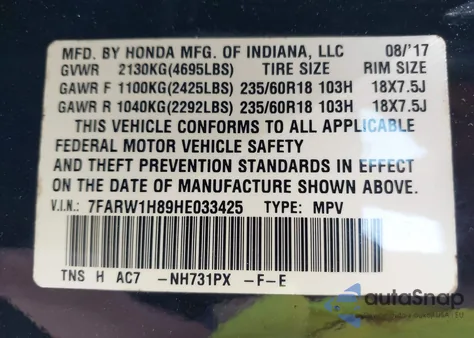 MFD. BY HONDA MFG. OF INDIANA, LLC 08/'17
GVWR 2130KG(4695LBS) TIRE SIZE RIM SIZE
GAWR F 1100KG(2425LBS) 235/60R18 103H 18X7.5J
GAWR R 1040KG(2292LBS) 235/60R18 103H 18X7.5J
THIS VEHICLE CONFORMS TO ALL APPLICABLE
FEDERAL MOTOR VEHICLE SAFETY
AND THEFT PREVENTION STANDARDS IN EFFECT
ON THE DATE OF MANUFACTURE SHOWN ABOVE.
V.I.N.: 7FARW1H89HE033425 TYPE: MPV
TNS H AC7 -NH731PX -F-E
autoSnap